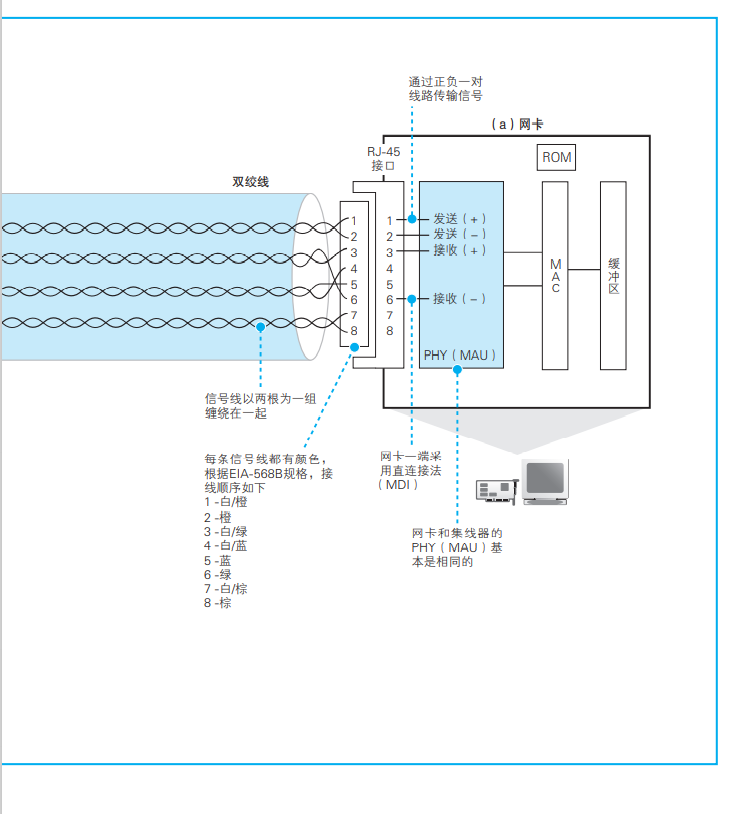 通过正负一对
线路传输信号
(a)网卡
RJ-45
接口
ROM
双绞线
1
2
3
4
5
6
7
8
1
2
3
4
5
6
7
8
发送(+)
发送(-)
接收(+)
接收(-)
PHY(MAU)
MAC
缓冲区
信号线以两根为一组
缠绕在一起
每条信号线都有颜色，
根据EIA-568B规格，接
线顺序如下
1-白/橙
2-橙
3-白/绿
4-白/蓝
5-蓝
6-绿
7-白/棕
8-棕
网卡一端采
用直连接法
(MDI)
网卡和集线器的
PHY(MAU)基
本是相同的